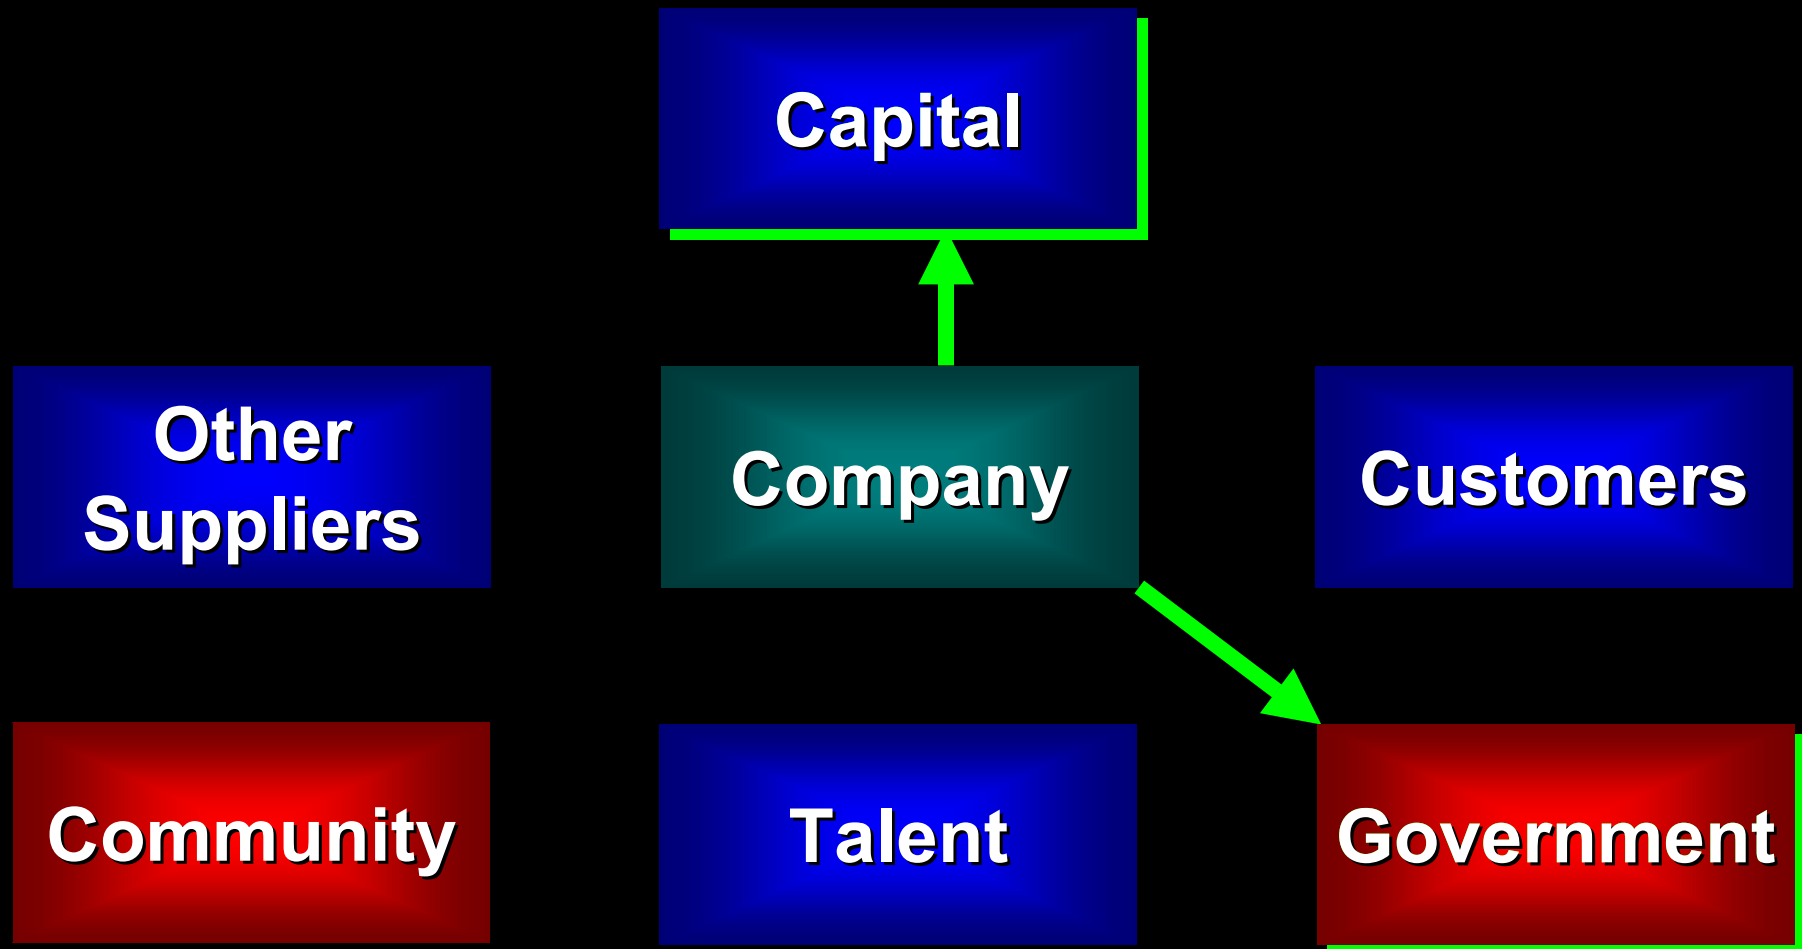 Capital
Other
Suppliers
Company
Customers
Community
Talent
Government